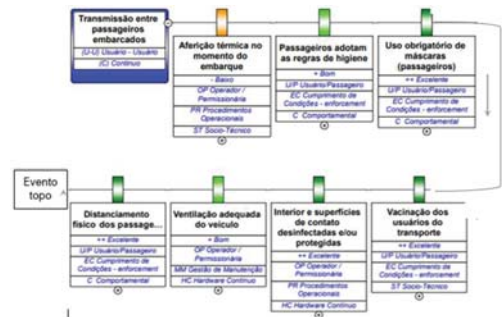 Transmissão entre
passageiros
embarcados
(U-U) Usuário - Usuário
(C) Contínuo
Aferição térmica no
momento do
embarque
- Baixo
OP Operador /
Permissionária
PR Procedimentos
Operacionais
ST Socio-Técnico
Passageiros adotam
as regras de higiene
+ Bom
U/P Usuário/Passageiro
EC Cumprimento de
Condições - enforcement
C Comportamental
Uso obrigatório de
máscaras
(passageiros)
++ Excelente
U/P Usuário/Passageiro
EC Cumprimento de
Condições - enforcement
C Comportamental
Evento
topo
Distanciamento
físico dos passage...
++ Excelente
U/P Usuário/Passageiro
EC Cumprimento de
Condições - enforcement
C Comportamental
Ventilação adequada
do veículo
+ Bom
OP Operador /
Permissionária
MM Gestão de Manutenção
HC Hardware Contínuo
Interior e superfícies
de contato
desinfectadas e/ou
protegidas
++ Excelente
OP Operador /
Permissionária
PR Procedimentos
Operacionais
HC Hardware Contínuo
Vacinação dos
usuários do
transporte
++ Excelente
U/P Usuário/Passageiro
EC Cumprimento de
Condições - enforcement
ST Socio-Técnico